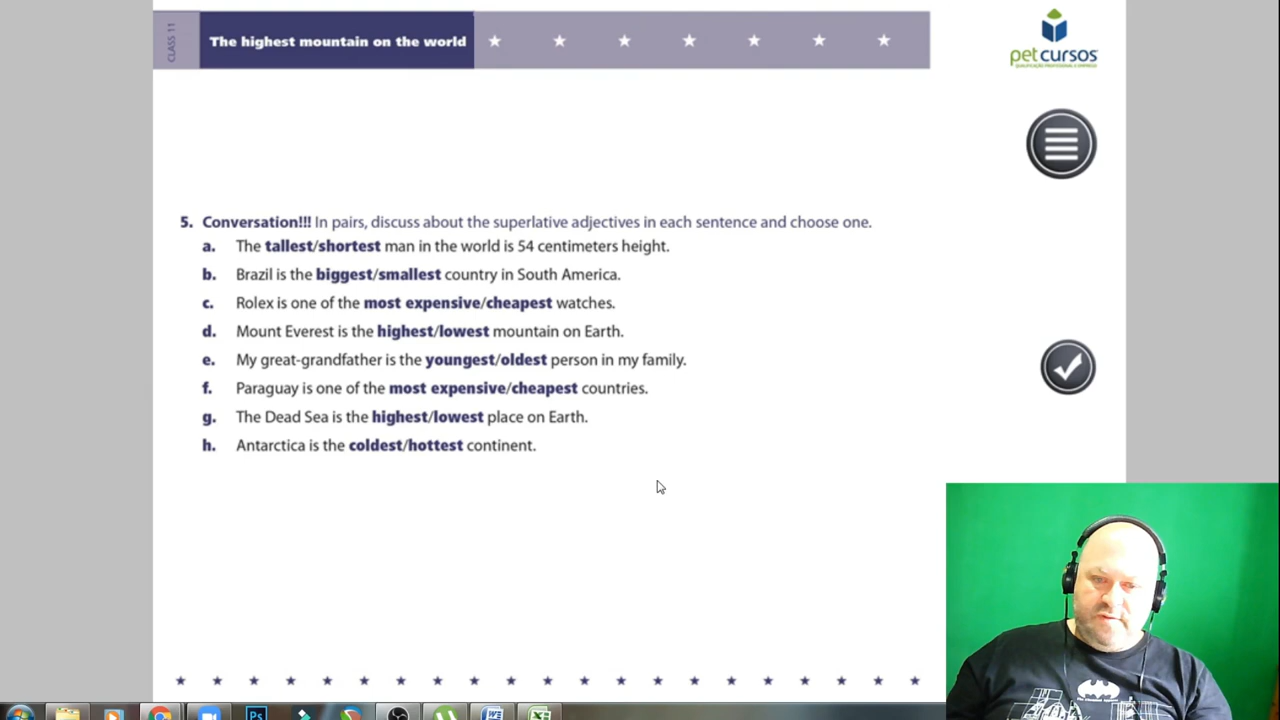 CLASS 11
The highest mountain on the world
pet cursos
QUALIFICAÇÃO PROFISSIONAL E EMPREGO
5. Conversation!!! In pairs, discuss about the superlative adjectives in each sentence and choose one.
a. The tallest/shortest man in the world is 54 centimeters height.
b. Brazil is the biggest/smallest country in South America.
c. Rolex is one of the most expensive/cheapest watches.
d. Mount Everest is the highest/lowest mountain on Earth.
e. My great-grandfather is the youngest/oldest person in my family.
f. Paraguay is one of the most expensive/cheapest countries.
g. The Dead Sea is the highest/lowest place on Earth.
h. Antarctica is the coldest/hottest continent.
Ps